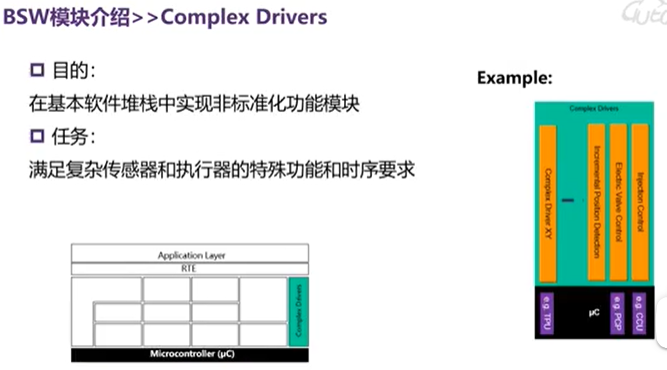 BSW模块介绍>>Complex Drivers
目的：
在基本软件堆栈中实现非标准化功能模块
任务：
满足复杂传感器和执行器的特殊功能和时序要求
Example:
Complex Drivers
Complex Driver XY
Incremental Position Detection
Electric Valve Control
Injection Control
e.g. TPU
μC
e.g. PCP
e.g. CCU
Application Layer
RTE
Complex Drivers
Microcontroller (μC)